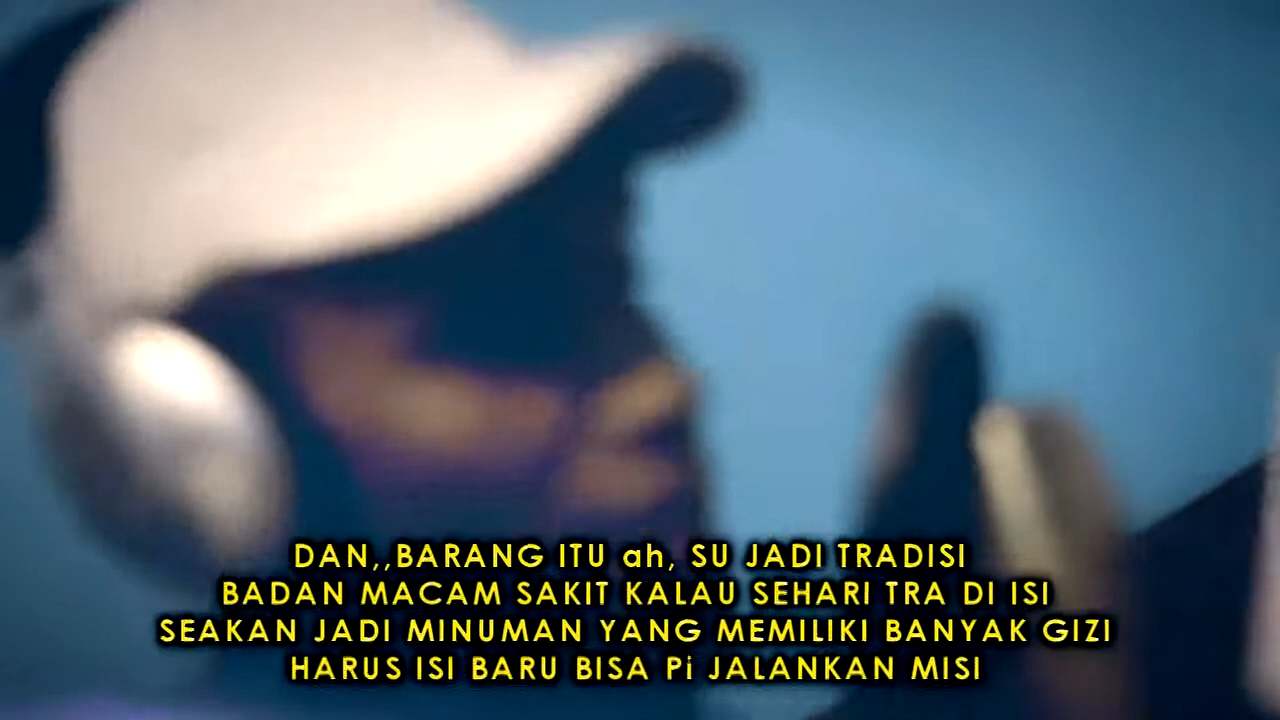 DAN,,BARANG ITU ah, SU JADI TRADISI
BADAN MACAM SAKIT KALAU SEHARI TRA DI ISI
SEAKAN JADI MINUMAN YANG MEMILIKI BANYAK GIZI
HARUS ISI BARU BISA Pi JALANKAN MISI